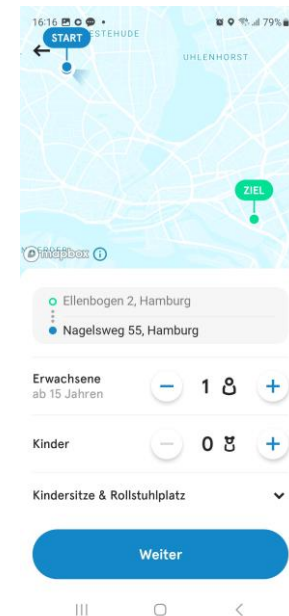 16:16
79%
START
ESTEHUDE
UHLENHORST
ZIEL
mapbox
Ellenbogen 2, Hamburg
Nagelsweg 55, Hamburg
Erwachsene
ab 15 Jahren
1
Kinder
0
Kindersitze & Rollstuhlplatz
Weiter